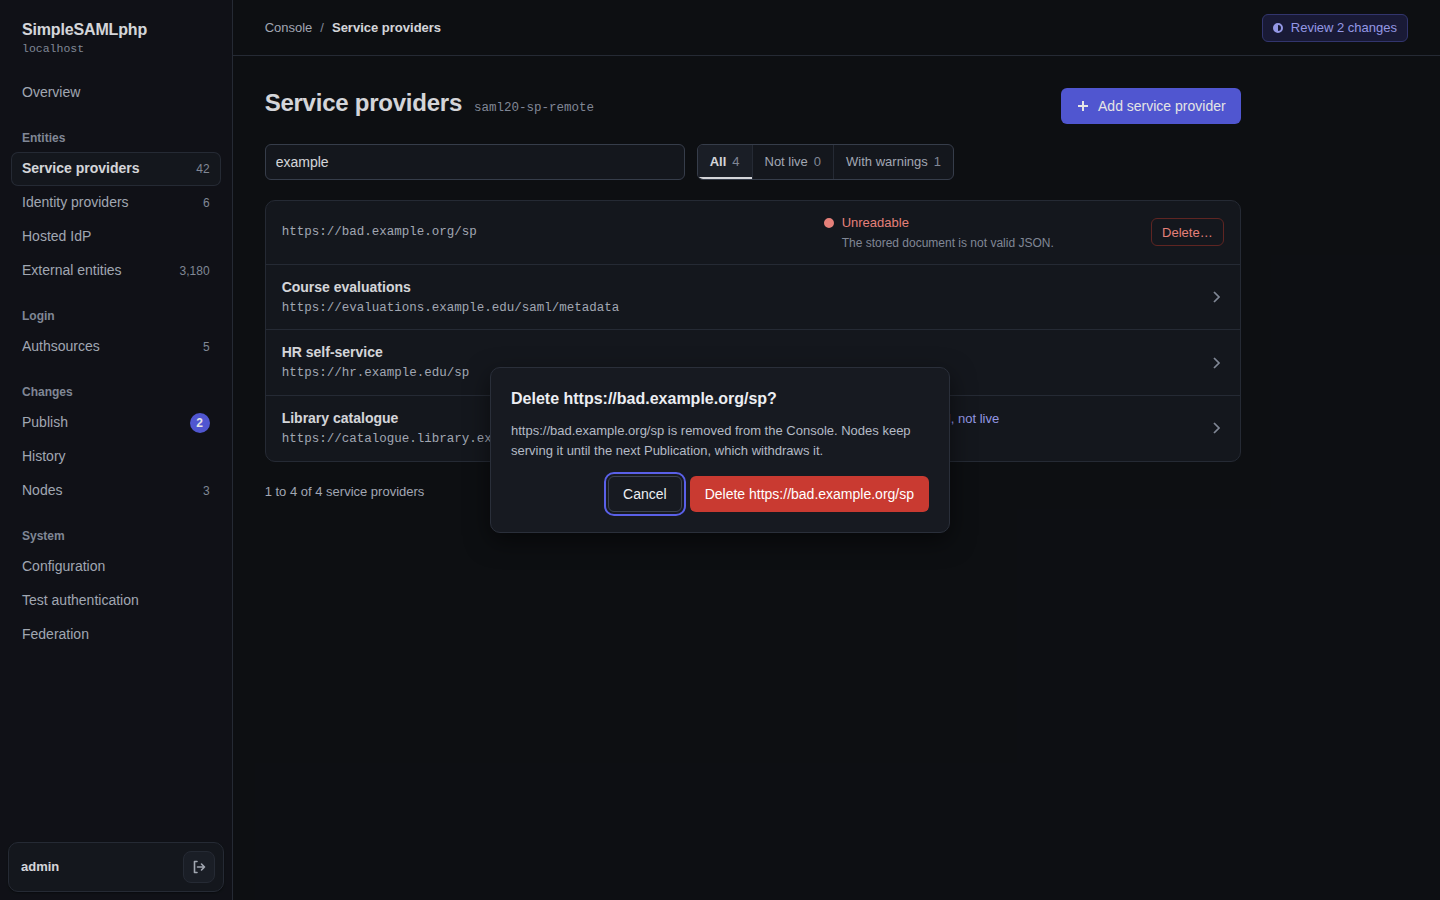 SimpleSAMLphp
localhost
Overview
Entities
Service providers 42
Identity providers 6
Hosted IdP
External entities 3,180
Login
Authsources 5
Changes
Publish 2
History
Nodes 3
System
Configuration
Test authentication
Federation
admin
Console / Service providers
Review 2 changes
Service providers saml20-sp-remote
Add service provider
example
All 4 Not live 0 With warnings 1
https://bad.example.org/sp
Unreadable
The stored document is not valid JSON.
Delete…
Course evaluations
https://evaluations.example.edu/saml/metadata
HR self-service
https://hr.example.edu/sp
Library catalogue
https://catalogue.library.ex
, not live
1 to 4 of 4 service providers
Delete https://bad.example.org/sp?
https://bad.example.org/sp is removed from the Console. Nodes keep
serving it until the next Publication, which withdraws it.
Cancel
Delete https://bad.example.org/sp